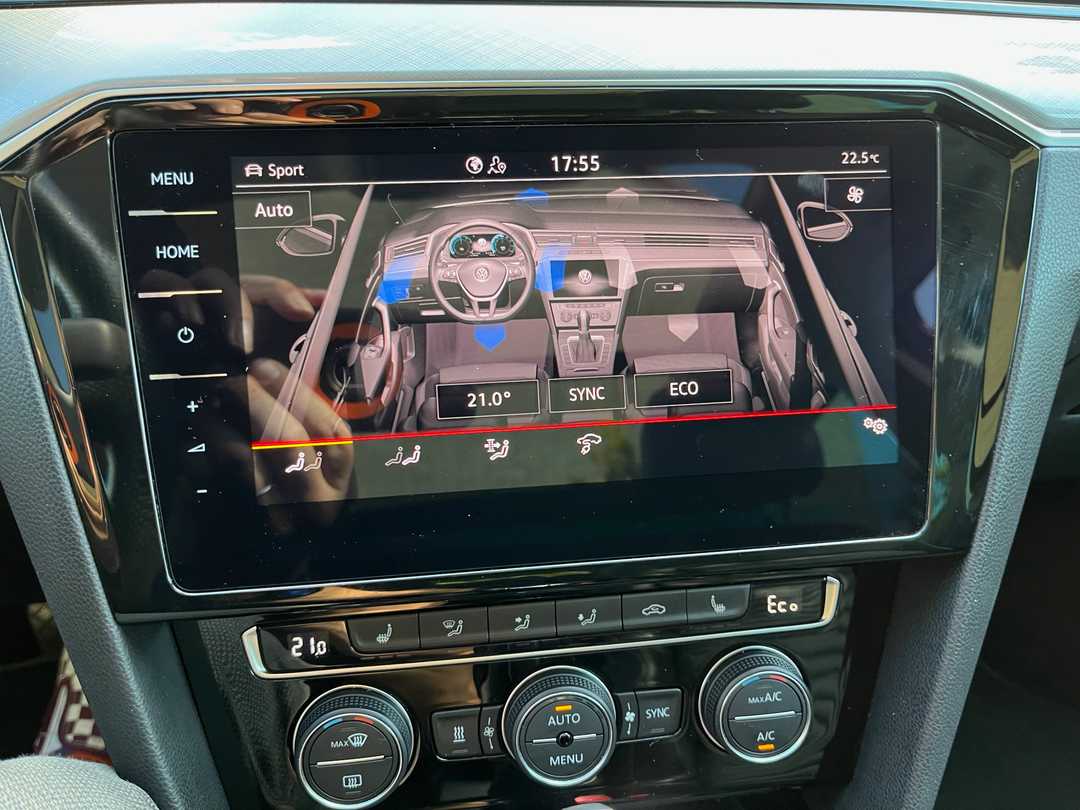 MENU
HOME
+
-
Sport
17:55
22.5°C
Auto
21.0°
SYNC
ECO
21.0
Eco
MAX
AUTO
MENU
SYNC
MAX A/C
A/C